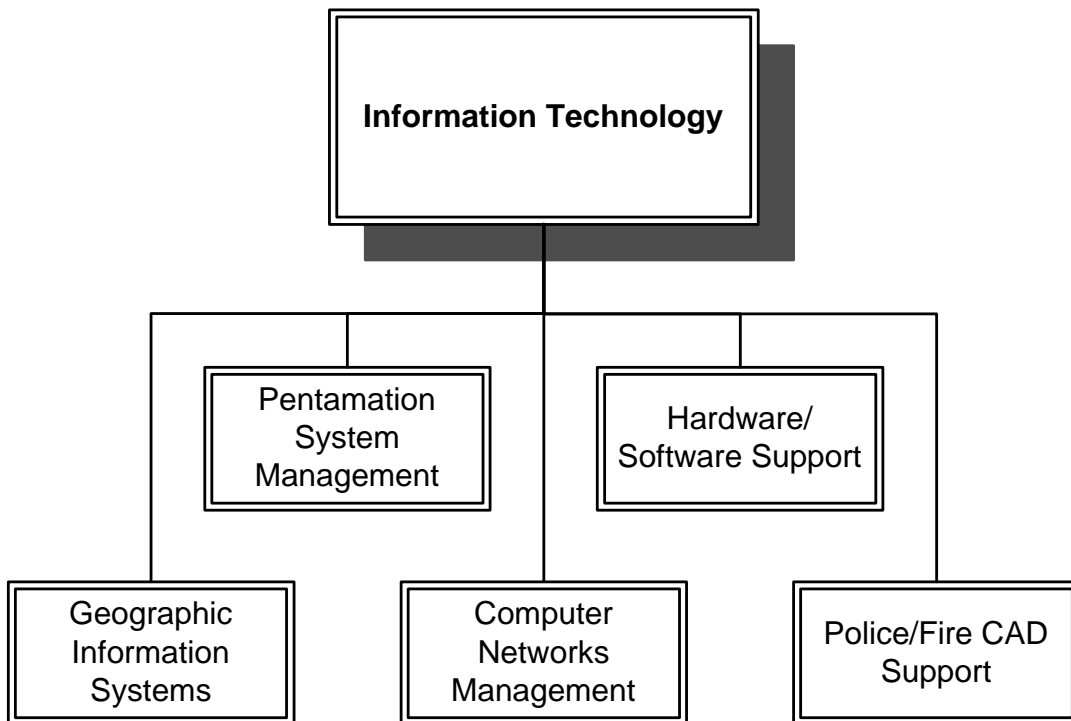 Information Technology
Pentamation
System
Management
Hardware/
Software Support
Geographic
Information
Systems
Computer
Networks
Management
Police/Fire CAD
Support